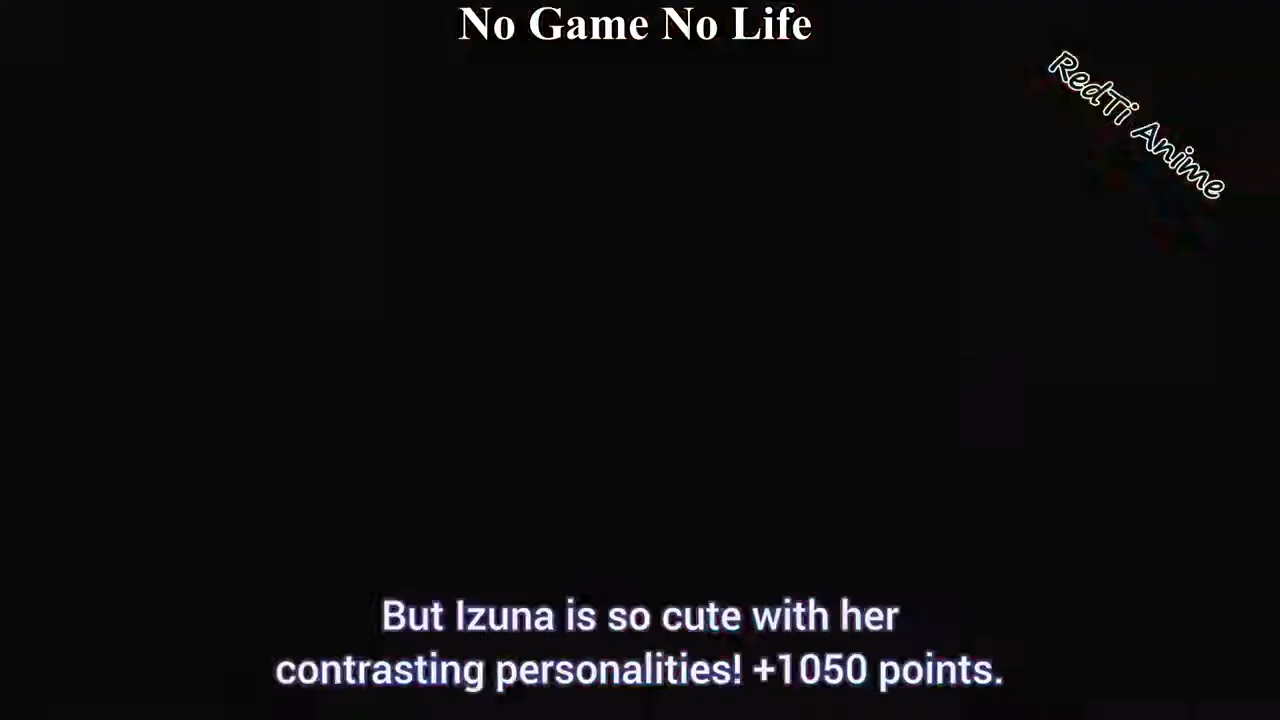 No Game No Life
RedTi Anime
But Izuna is so cute with her
contrasting personalities! +1050 points.